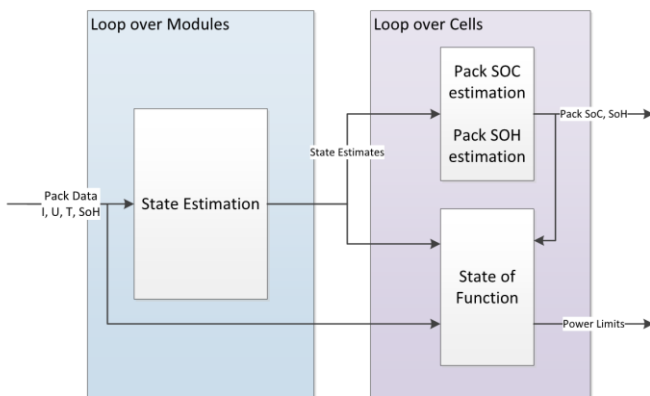 Loop over Modules
Loop over Cells
Pack SOC
estimation
Pack SOH
estimation
Pack SoC, SoH
State Estimates
Pack Data
I, U, T, SoH
State Estimation
State of
Function
Power Limits